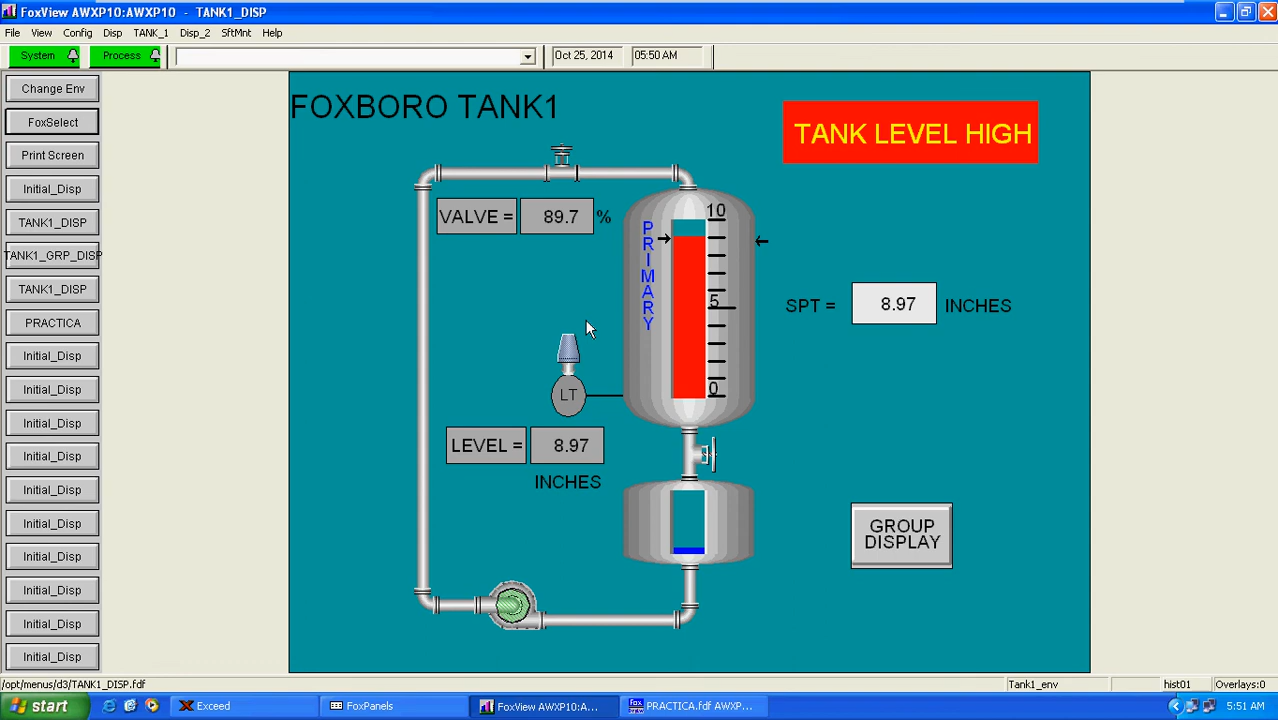 FoxView AWXP10:AWXP10 - TANK1_DISP
File View Config Disp TANK_1 Disp_2 SftMnt Help
System Process Oct 25, 2014 05:50 AM
Change Env
FoxSelect
Print Screen
Initial_Disp
TANK1_DISP
TANK1_GRP_DISP
TANK1_DISP
PRACTICA
Initial_Disp
Initial_Disp
Initial_Disp
Initial_Disp
Initial_Disp
Initial_Disp
Initial_Disp
Initial_Disp
Initial_Disp
Initial_Disp
FOXBORO TANK1
TANK LEVEL HIGH
VALVE = 89.7 %
PRIMARY
10
5
0
SPT = 8.97 INCHES
LT
LEVEL = 8.97
INCHES
GROUP
DISPLAY
/opt/menus/d3/TANK1_DISP.fdf Tank1_env hist01 Overlays:0
start Exceed FoxPanels FoxView AWXP10:A... PRACTICA.fdf AWXP... 5:51 AM